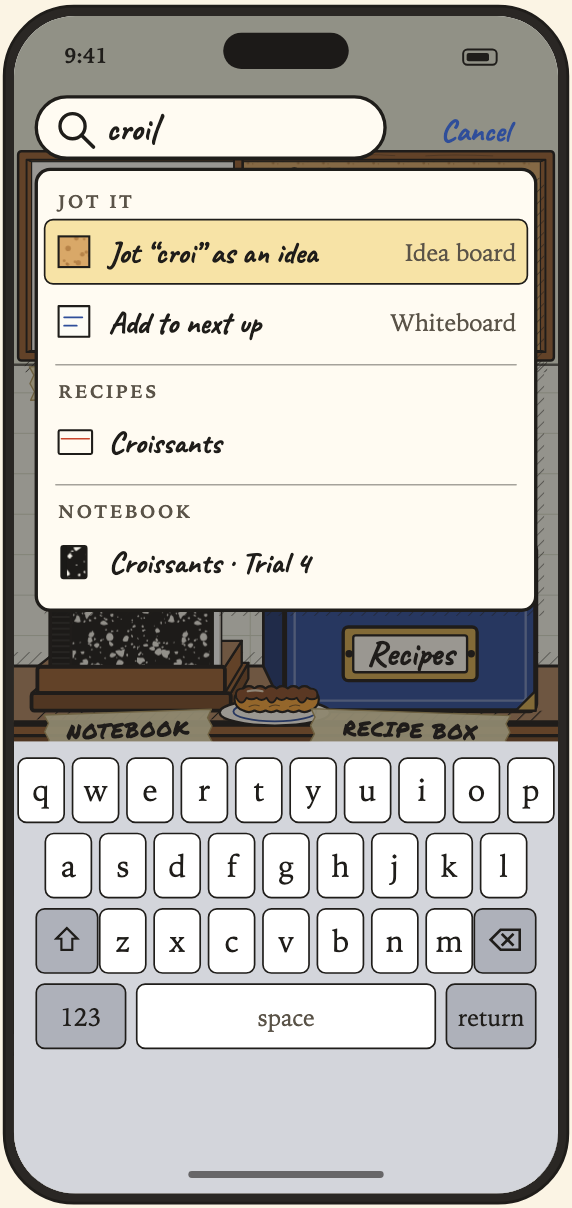 9:41
croi
Cancel
JOT IT
Jot “croi” as an idea Idea board
Add to next up Whiteboard
RECIPES
Croissants
NOTEBOOK
Croissants · Trial 4
Recipes
NOTEBOOK RECIPE BOX
q w e r t y u i o p
a s d f g h j k l
z x c v b n m
123 space return